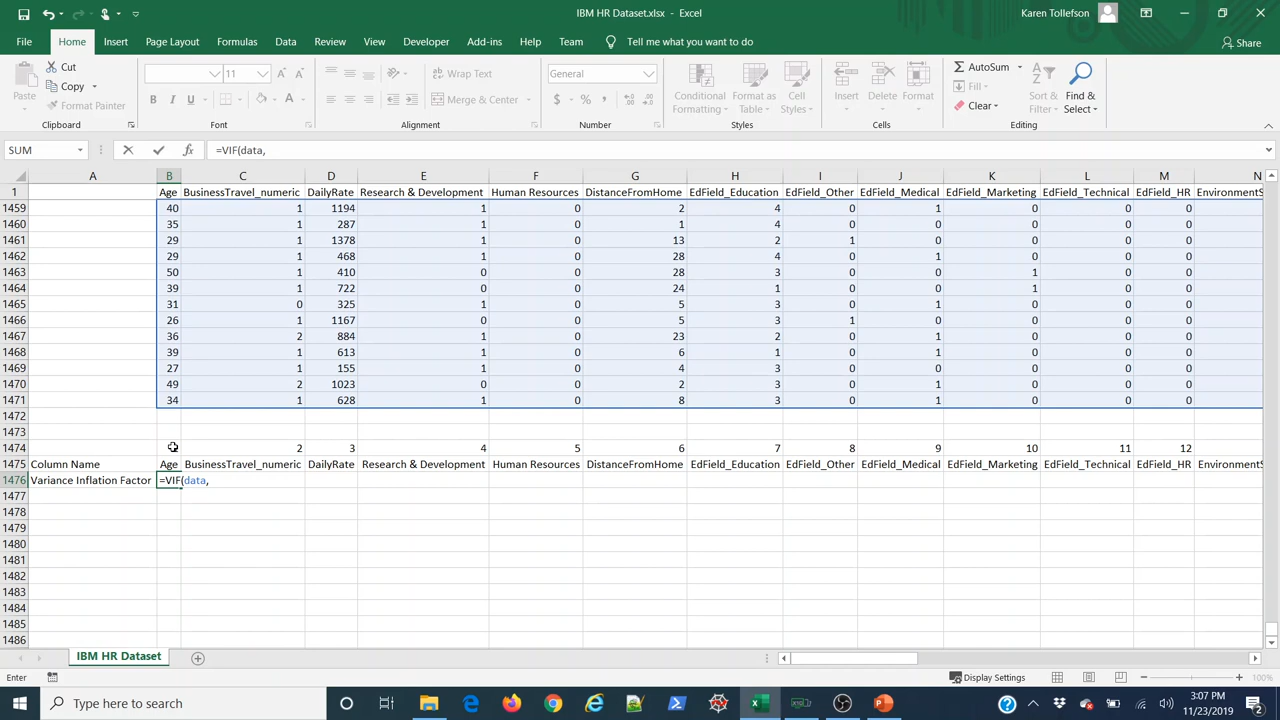 IBM HR Dataset.xlsx - Excel
Karen Tollefson
File Home Insert Page Layout Formulas Data Review View Developer Add-ins Help Team Tell me what you want to do Share
Paste
Cut
Copy
Format Painter
Clipboard
11
B I U
Font
Wrap Text
Merge & Center
Alignment
General
$ % ,
Number
Conditional Formatting
Format as Table
Cell Styles
Styles
Insert
Delete
Format
Cells
AutoSum
Fill
Clear
Sort & Filter
Find & Select
Editing
SUM =VIF(data,
A B C D E F G H I J K L M N
1 Age BusinessTravel_numeric DailyRate Research & Development Human Resources DistanceFromHome EdField_Education EdField_Other EdField_Medical EdField_Marketing EdField_Technical EdField_HR EnvironmentS
1459 40 1 1194 1 0 2 4 0 1 0 0 0
1460 35 1 287 1 0 1 4 0 0 0 0 0
1461 29 1 1378 1 0 13 2 1 0 0 0 0
1462 29 1 468 1 0 28 4 0 1 0 0 0
1463 50 1 410 0 0 28 3 0 0 1 0 0
1464 39 1 722 0 0 24 1 0 0 1 0 0
1465 31 0 325 1 0 5 3 0 1 0 0 0
1466 26 1 1167 0 0 5 3 1 0 0 0 0
1467 36 2 884 1 0 23 2 0 1 0 0 0
1468 39 1 613 1 0 6 1 0 1 0 0 0
1469 27 1 155 1 0 4 3 0 0 0 0 0
1470 49 2 1023 0 0 2 3 0 1 0 0 0
1471 34 1 628 1 0 8 3 0 1 0 0 0
1472
1473
1474 2 3 4 5 6 7 8 9 10 11 12
1475 Column Name Age BusinessTravel_numeric DailyRate Research & Development Human Resources DistanceFromHome EdField_Education EdField_Other EdField_Medical EdField_Marketing EdField_Technical EdField_HR EnvironmentS
1476 Variance Inflation Factor =VIF(data,
1477
1478
1479
1480
1481
1482
1483
1484
1485
1486
IBM HR Dataset
Enter Display Settings 100%
Type here to search
3:07 PM
11/23/2019